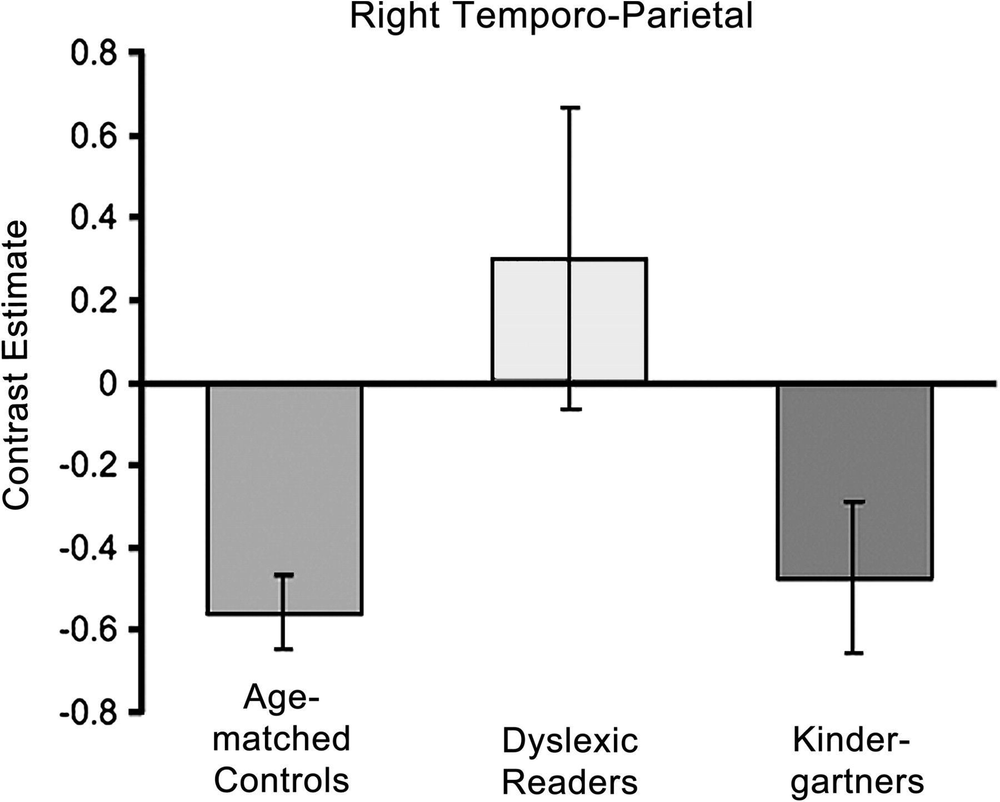 Right Temporo-Parietal
0.8
0.6
0.4
0.2
0
-0.2
-0.4
-0.6
-0.8
Contrast Estimate
Age-
matched
Controls
Dyslexic
Readers
Kinder-
gartners